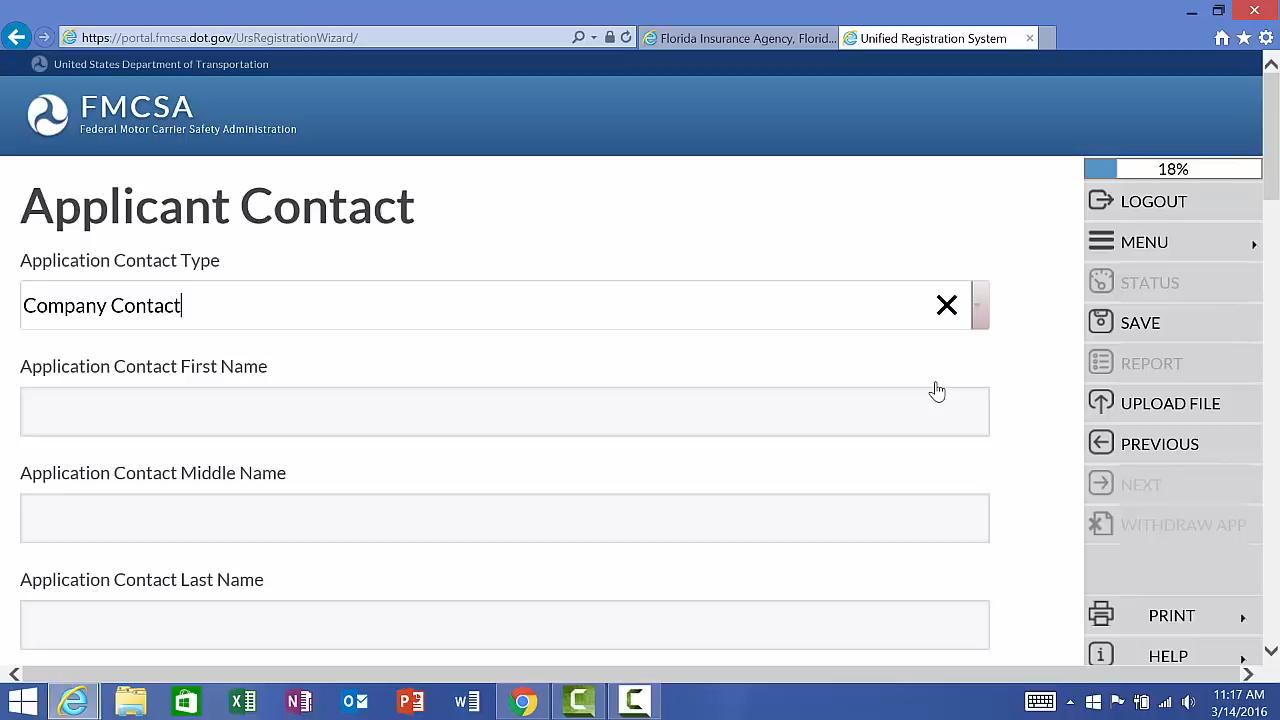 https://portal.fmcsa.dot.gov/UrsRegistrationWizard/
Florida Insurance Agency, Florid...
Unified Registration System
United States Department of Transportation
FMCSA
Federal Motor Carrier Safety Administration
18%
Applicant Contact
LOGOUT
MENU
Application Contact Type
Company Contact
STATUS
SAVE
Application Contact First Name
REPORT
UPLOAD FILE
PREVIOUS
Application Contact Middle Name
NEXT
WITHDRAW APP
Application Contact Last Name
PRINT
HELP
11:17 AM
3/14/2016